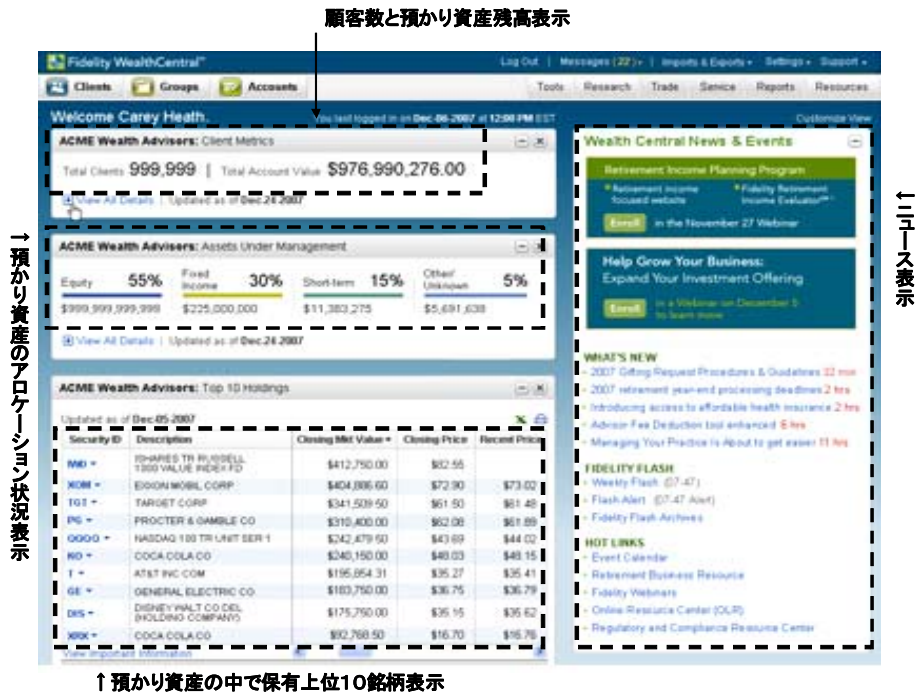 顧客数と預かり資産残高表示
Fidelity WealthCentral
Log Out | Messages (22) | Imports & Exports Settings Support
Clients Groups Accounts
Tools Research Trade Service Reports Resources
Welcome Carey Heath.
You last logged in on Dec-06-2007 at 12:00 PM EST
Customize View
ACME Wealth Advisors: Client Metrics
Total Clients 999,999 | Total Account Value $976,990,276.00
View All Details | Updated as of Dec.24.2007
ACME Wealth Advisors: Assets Under Management
Equity 55%
Fixed Income 30%
Short-term 15%
Other/Unknown 5%
$999,999,999,999 $225,000,000 $11,383,275 $5,691,638
View All Details | Updated as of Dec.24.2007
ACME Wealth Advisors: Top 10 Holdings
Updated as of Dec-05-2007
Security ID Description Closing Mkt Value Closing Price Recent Price
IWD ISHARES TR RUSSELL 1000 VALUE INDEX FD $412,750.00 $82.55
XOM EXXON MOBIL CORP $404,886.60 $72.90 $73.02
TGT TARGET CORP $341,509.50 $61.50 $61.48
PG PROCTER & GAMBLE CO $310,400.00 $62.08 $61.89
QQQQ NASDAQ 100 TR UNIT SER 1 $242,479.50 $43.69 $44.02
KO COCA COLA CO $240,150.00 $48.03 $48.15
T AT&T INC COM $195,854.31 $35.27 $35.41
GE GENERAL ELECTRIC CO $183,750.00 $36.75 $36.79
DIS DISNEY WALT CO DEL (HOLDING COMPANY) $175,750.00 $35.15 $35.62
XRX COCA COLA CO $92,768.50 $16.70 $16.76
View Important Information
Wealth Central News & Events
Retirement Income Planning Program
Retirement income focused website
Fidelity Retirement Income Evaluator
Enroll in the November 27 Webinar
Help Grow Your Business:
Expand Your Investment Offering
Enroll in a Webinar on December 5 to learn more
WHAT'S NEW
2007 Gifting Request Procedures & Guidelines 32 min
2007 retirement year-end processing deadlines 2 hrs
Introducing access to affordable health insurance 2 hrs
Advisor Fee Deduction tool enhanced 6 hrs
Managing Your Practice Is About to get easier 11 hrs
FIDELITY FLASH
Weekly Flash (07-47)
Flash Alert (07-47 Alert)
Fidelity Flash Archives
HOT LINKS
Event Calendar
Retirement Business Resource
Fidelity Webinars
Online Resource Center (OLR)
Regulatory and Compliance Resource Center
←ニュース表示
↑預かり資産のアロケーション状況表示
↑預かり資産の中で保有上位10銘柄表示